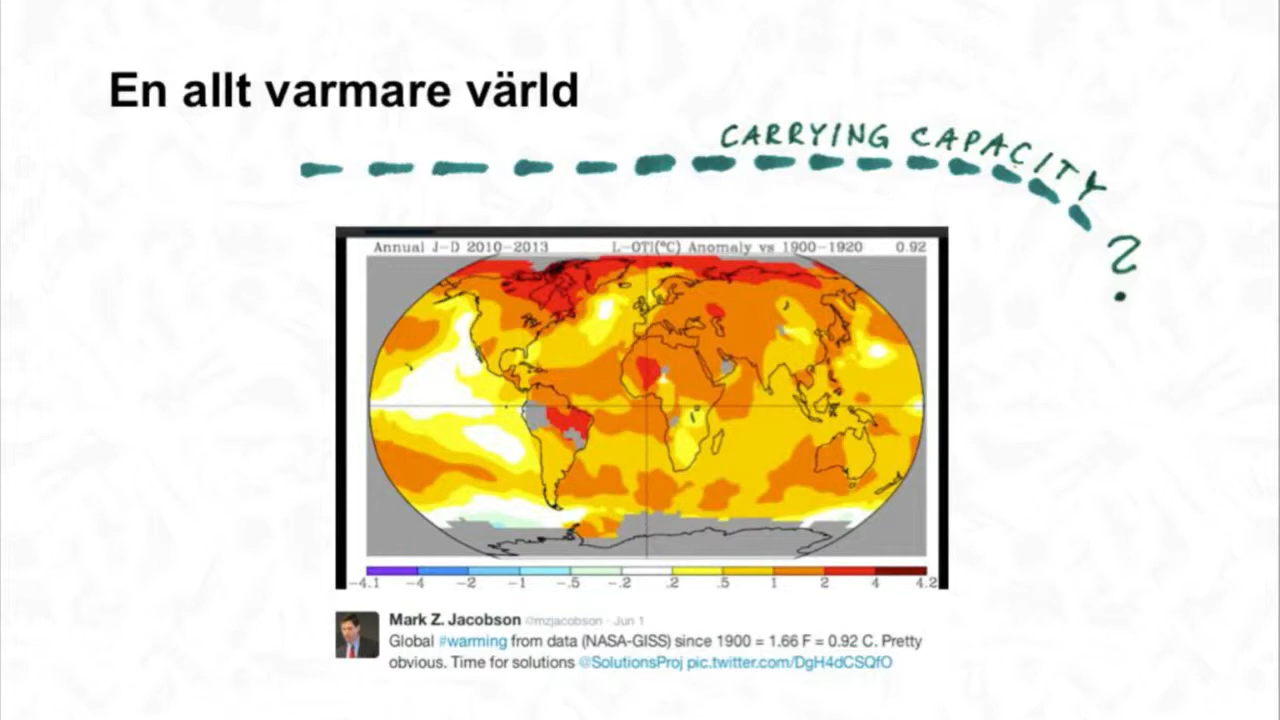 En allt varmare värld
CARRYING CAPACITY
?
Annual J-D 2010-2013 L-OTI(°C) Anomaly vs 1900-1920 0.92
-4.1 -4 -2 -1 -.5 -.2 .2 .5 1 2 4 4.2
Mark Z. Jacobson @mzjacobson · Jun 1
Global #warming from data (NASA-GISS) since 1900 = 1.66 F = 0.92 C. Pretty
obvious. Time for solutions @SolutionsProj pic.twitter.com/DgH4dCSQfO